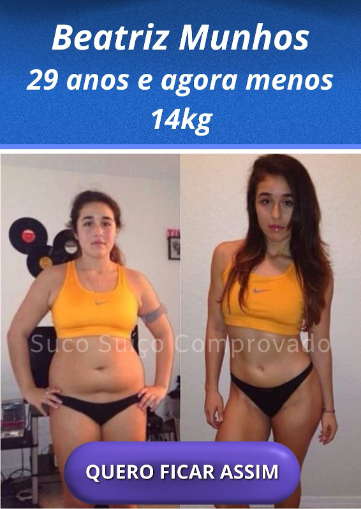 Beatriz Munhos
29 anos e agora menos
14kg
Suco Suíço Comprovado
QUERO FICAR ASSIM